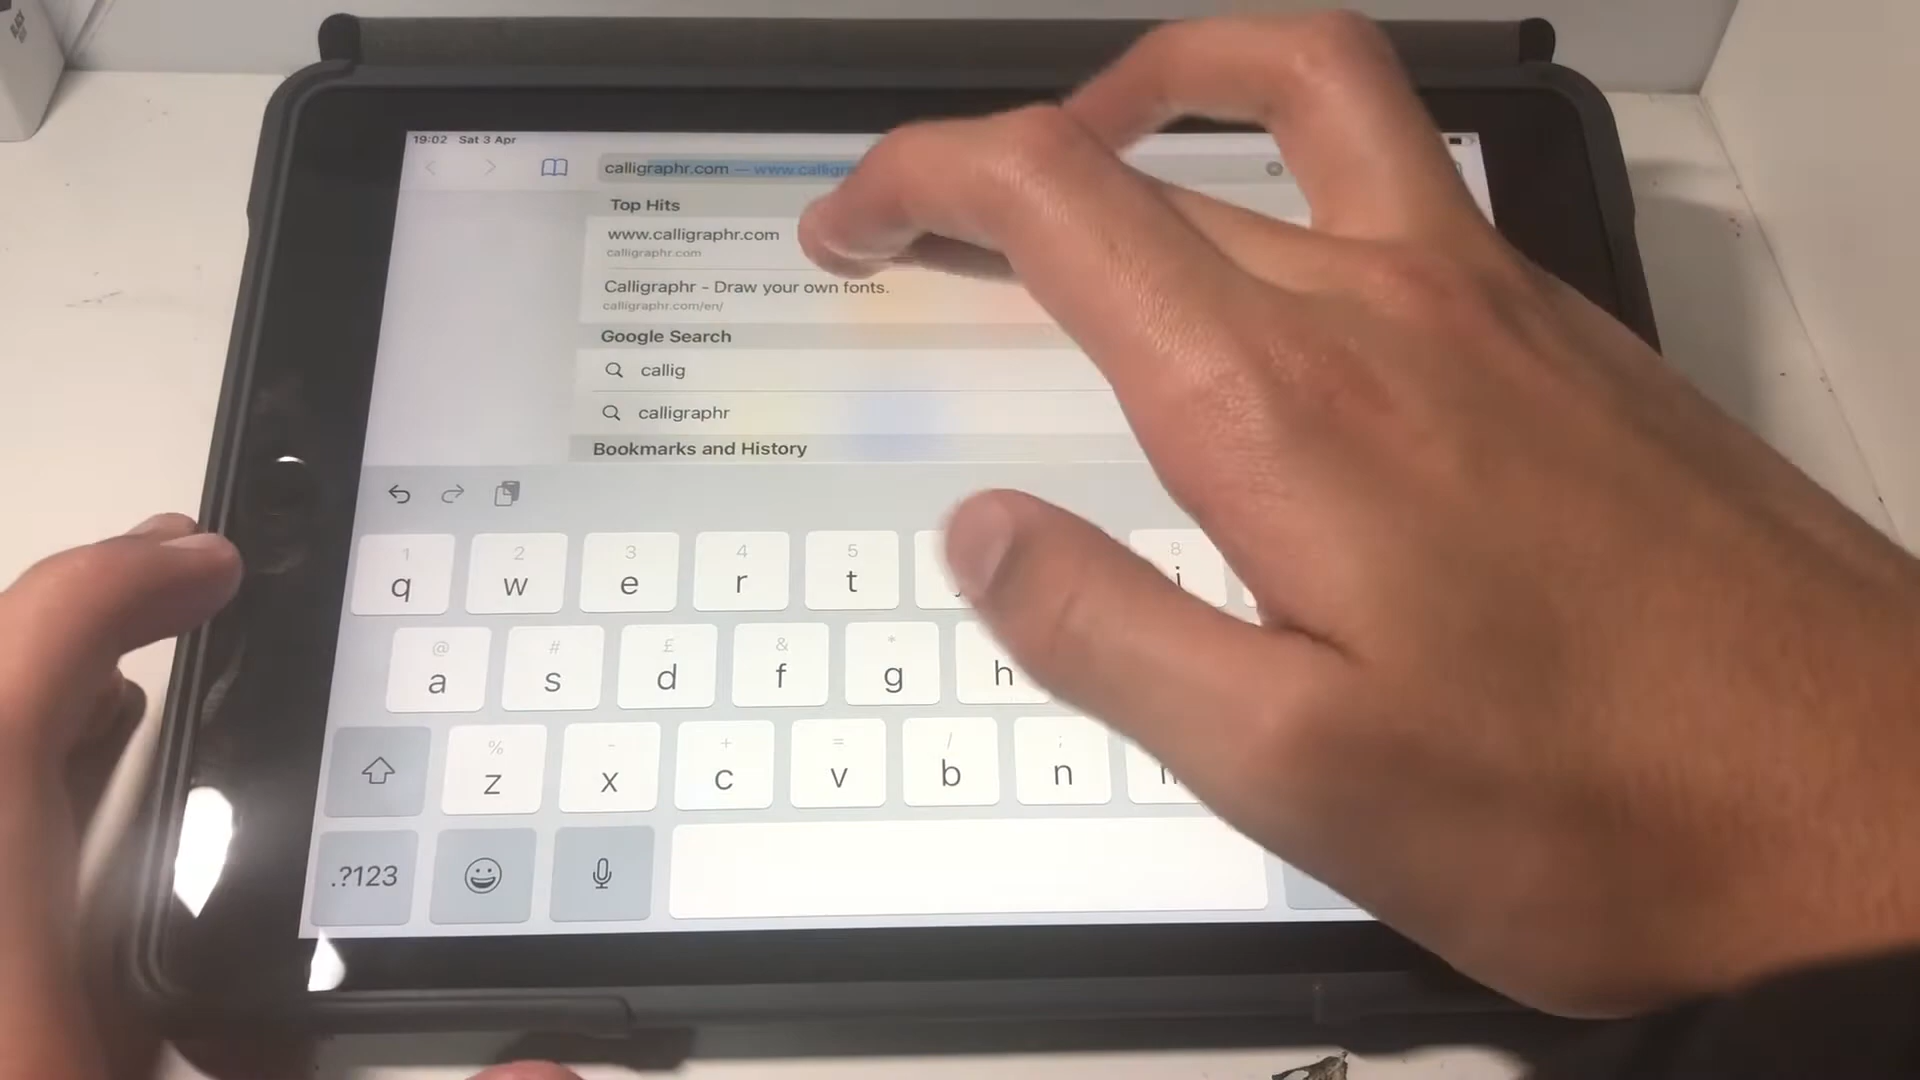 19:02 Sat 3 Apr
calligraphr.com — www.calligr
Top Hits
www.calligraphr.com
calligraphr.com
Calligraphr - Draw your own fonts.
calligraphr.com/en/
Google Search
callig
calligraphr
Bookmarks and History
1 2 3 4 5 8
q w e r t i
@ # £ & *
a s d f g h
% - + = / ;
z x c v b n
.?123